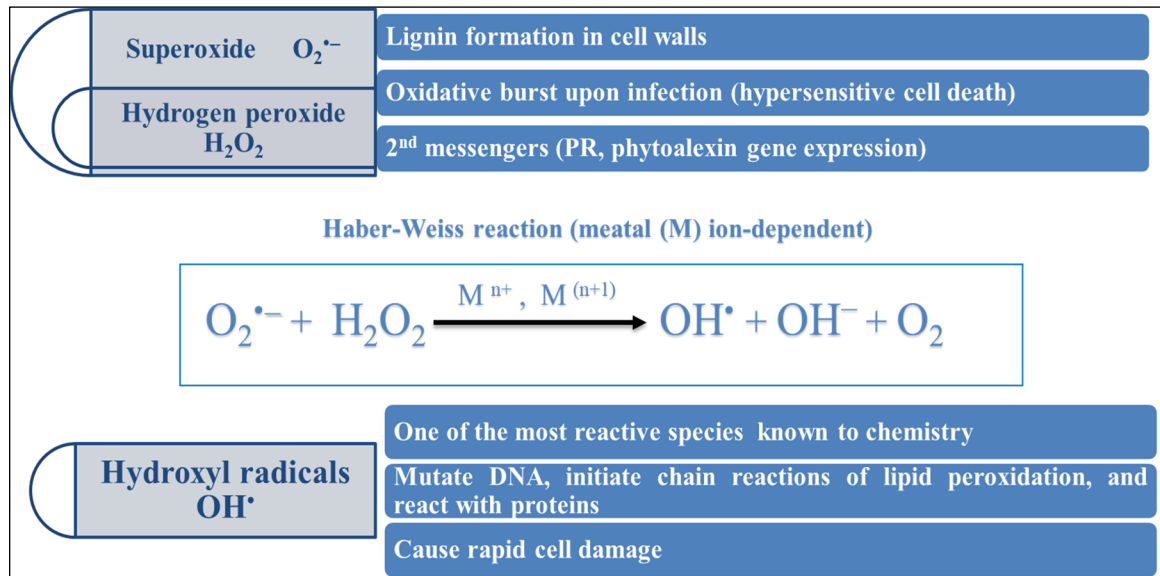 Superoxide O₂•⁻
Hydrogen peroxide
H₂O₂
Lignin formation in cell walls
Oxidative burst upon infection (hypersensitive cell death)
2ⁿᵈ messengers (PR, phytoalexin gene expression)
Haber-Weiss reaction (meatal (M) ion-dependent)
M ⁿ⁺ , M ⁽ⁿ⁺¹⁾
O₂•⁻ + H₂O₂ → OH• + OH⁻ + O₂
Hydroxyl radicals
OH•
One of the most reactive species known to chemistry
Mutate DNA, initiate chain reactions of lipid peroxidation, and
react with proteins
Cause rapid cell damage